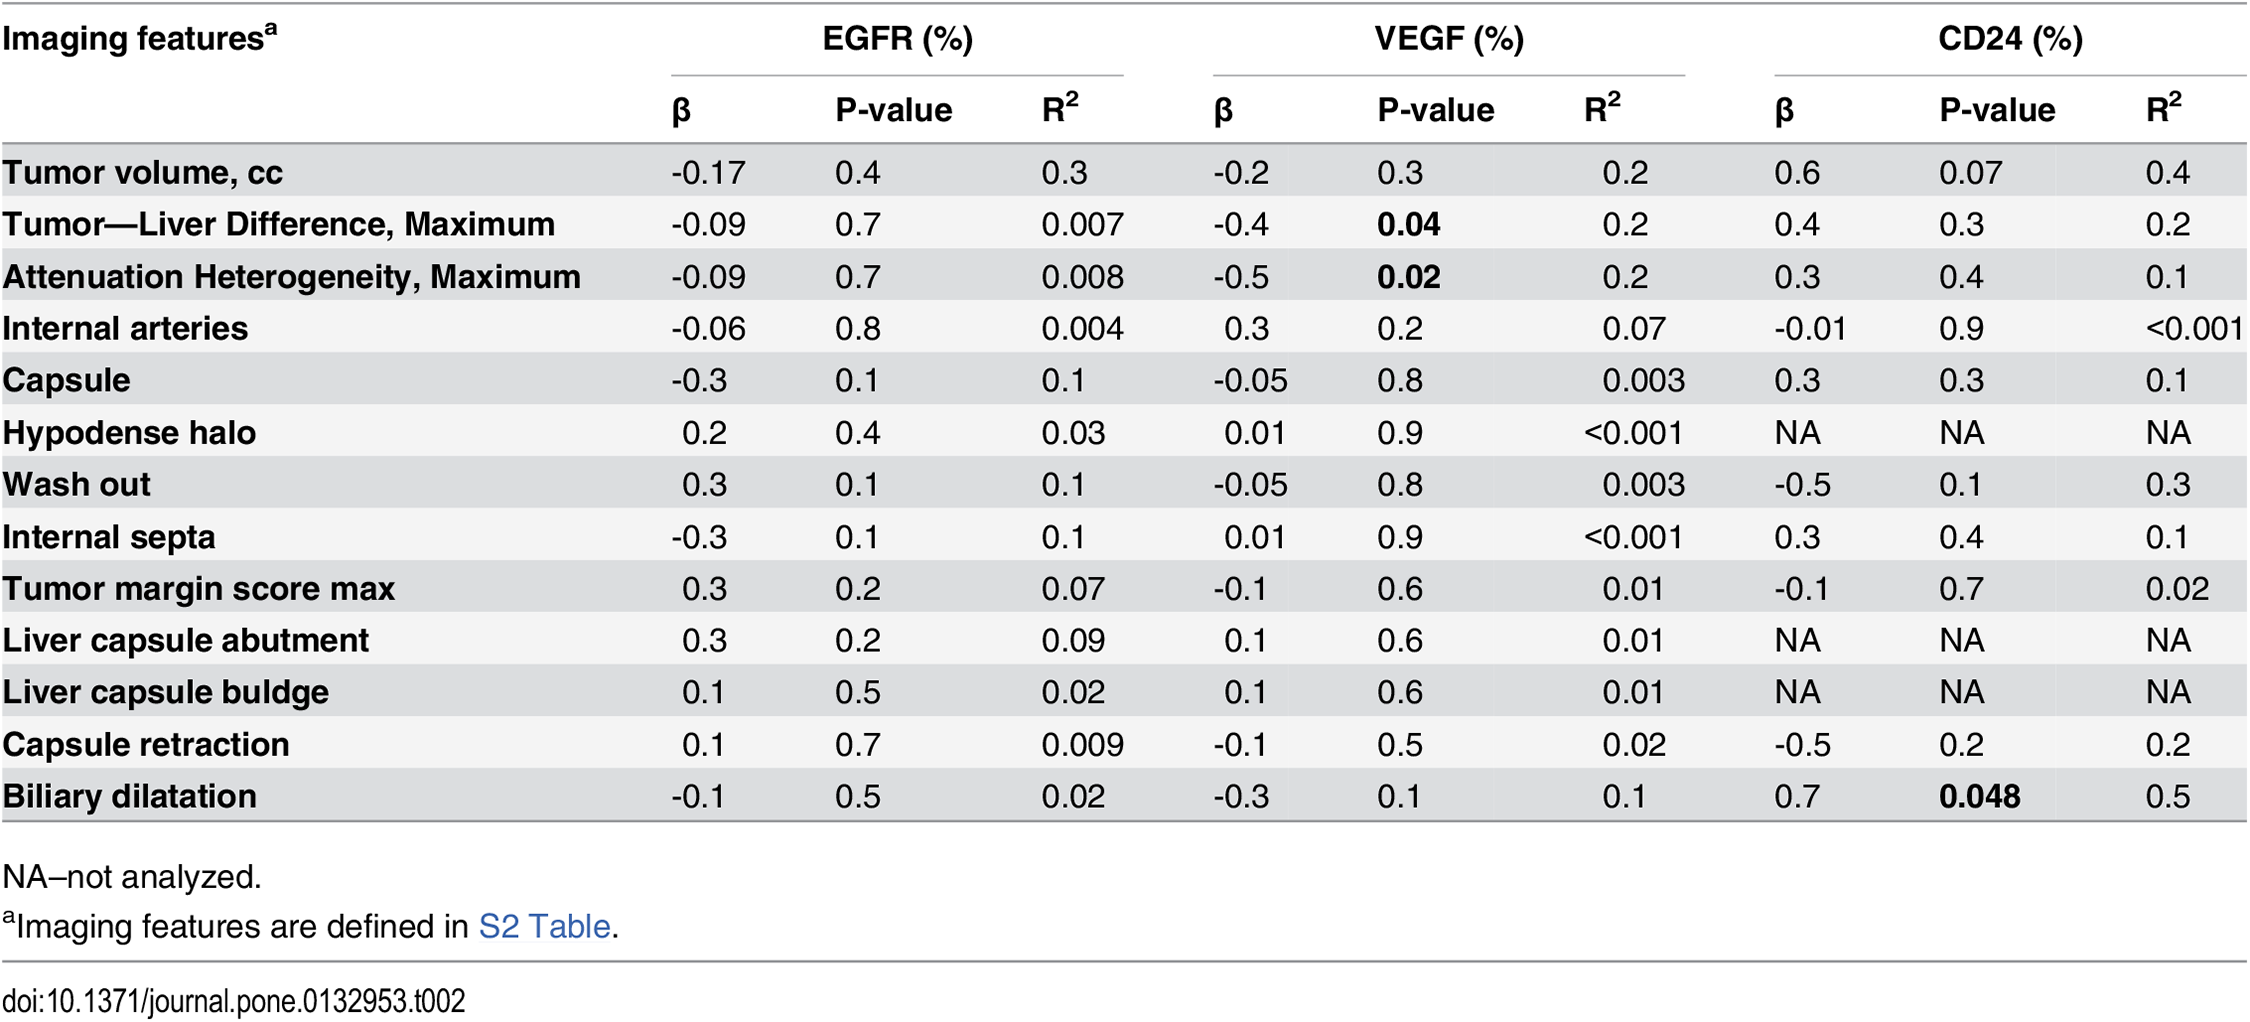 Imaging featuresᵃ EGFR (%) VEGF (%) CD24 (%)
β P-value R² β P-value R² β P-value R²
Tumor volume, cc -0.17 0.4 0.3 -0.2 0.3 0.2 0.6 0.07 0.4
Tumor—Liver Difference, Maximum -0.09 0.7 0.007 -0.4 0.04 0.2 0.4 0.3 0.2
Attenuation Heterogeneity, Maximum -0.09 0.7 0.008 -0.5 0.02 0.2 0.3 0.4 0.1
Internal arteries -0.06 0.8 0.004 0.3 0.2 0.07 -0.01 0.9 <0.001
Capsule -0.3 0.1 0.1 -0.05 0.8 0.003 0.3 0.3 0.1
Hypodense halo 0.2 0.4 0.03 0.01 0.9 <0.001 NA NA NA
Wash out 0.3 0.1 0.1 -0.05 0.8 0.003 -0.5 0.1 0.3
Internal septa -0.3 0.1 0.1 0.01 0.9 <0.001 0.3 0.4 0.1
Tumor margin score max 0.3 0.2 0.07 -0.1 0.6 0.01 -0.1 0.7 0.02
Liver capsule abutment 0.3 0.2 0.09 0.1 0.6 0.01 NA NA NA
Liver capsule buldge 0.1 0.5 0.02 0.1 0.6 0.01 NA NA NA
Capsule retraction 0.1 0.7 0.009 -0.1 0.5 0.02 -0.5 0.2 0.2
Biliary dilatation -0.1 0.5 0.02 -0.3 0.1 0.1 0.7 0.048 0.5
NA–not analyzed.
ᵃImaging features are defined in S2 Table.
doi:10.1371/journal.pone.0132953.t002